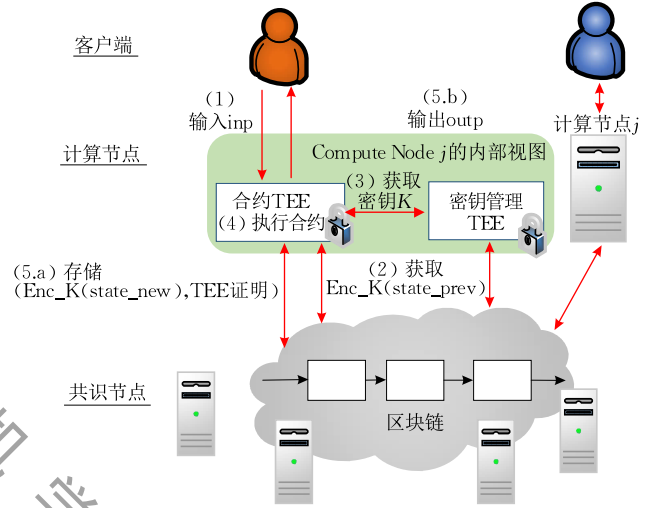 客户端
(1)
输入inp
(5.b)
输出outp
计算节点j
计算节点
Compute Node j的内部视图
合约TEE
(4) 执行合约
(3) 获取
密钥K
密钥管理
TEE
(5.a) 存储
(Enc_K(state_new),TEE证明)
(2) 获取
Enc_K(state_prev)
共识节点
区块链